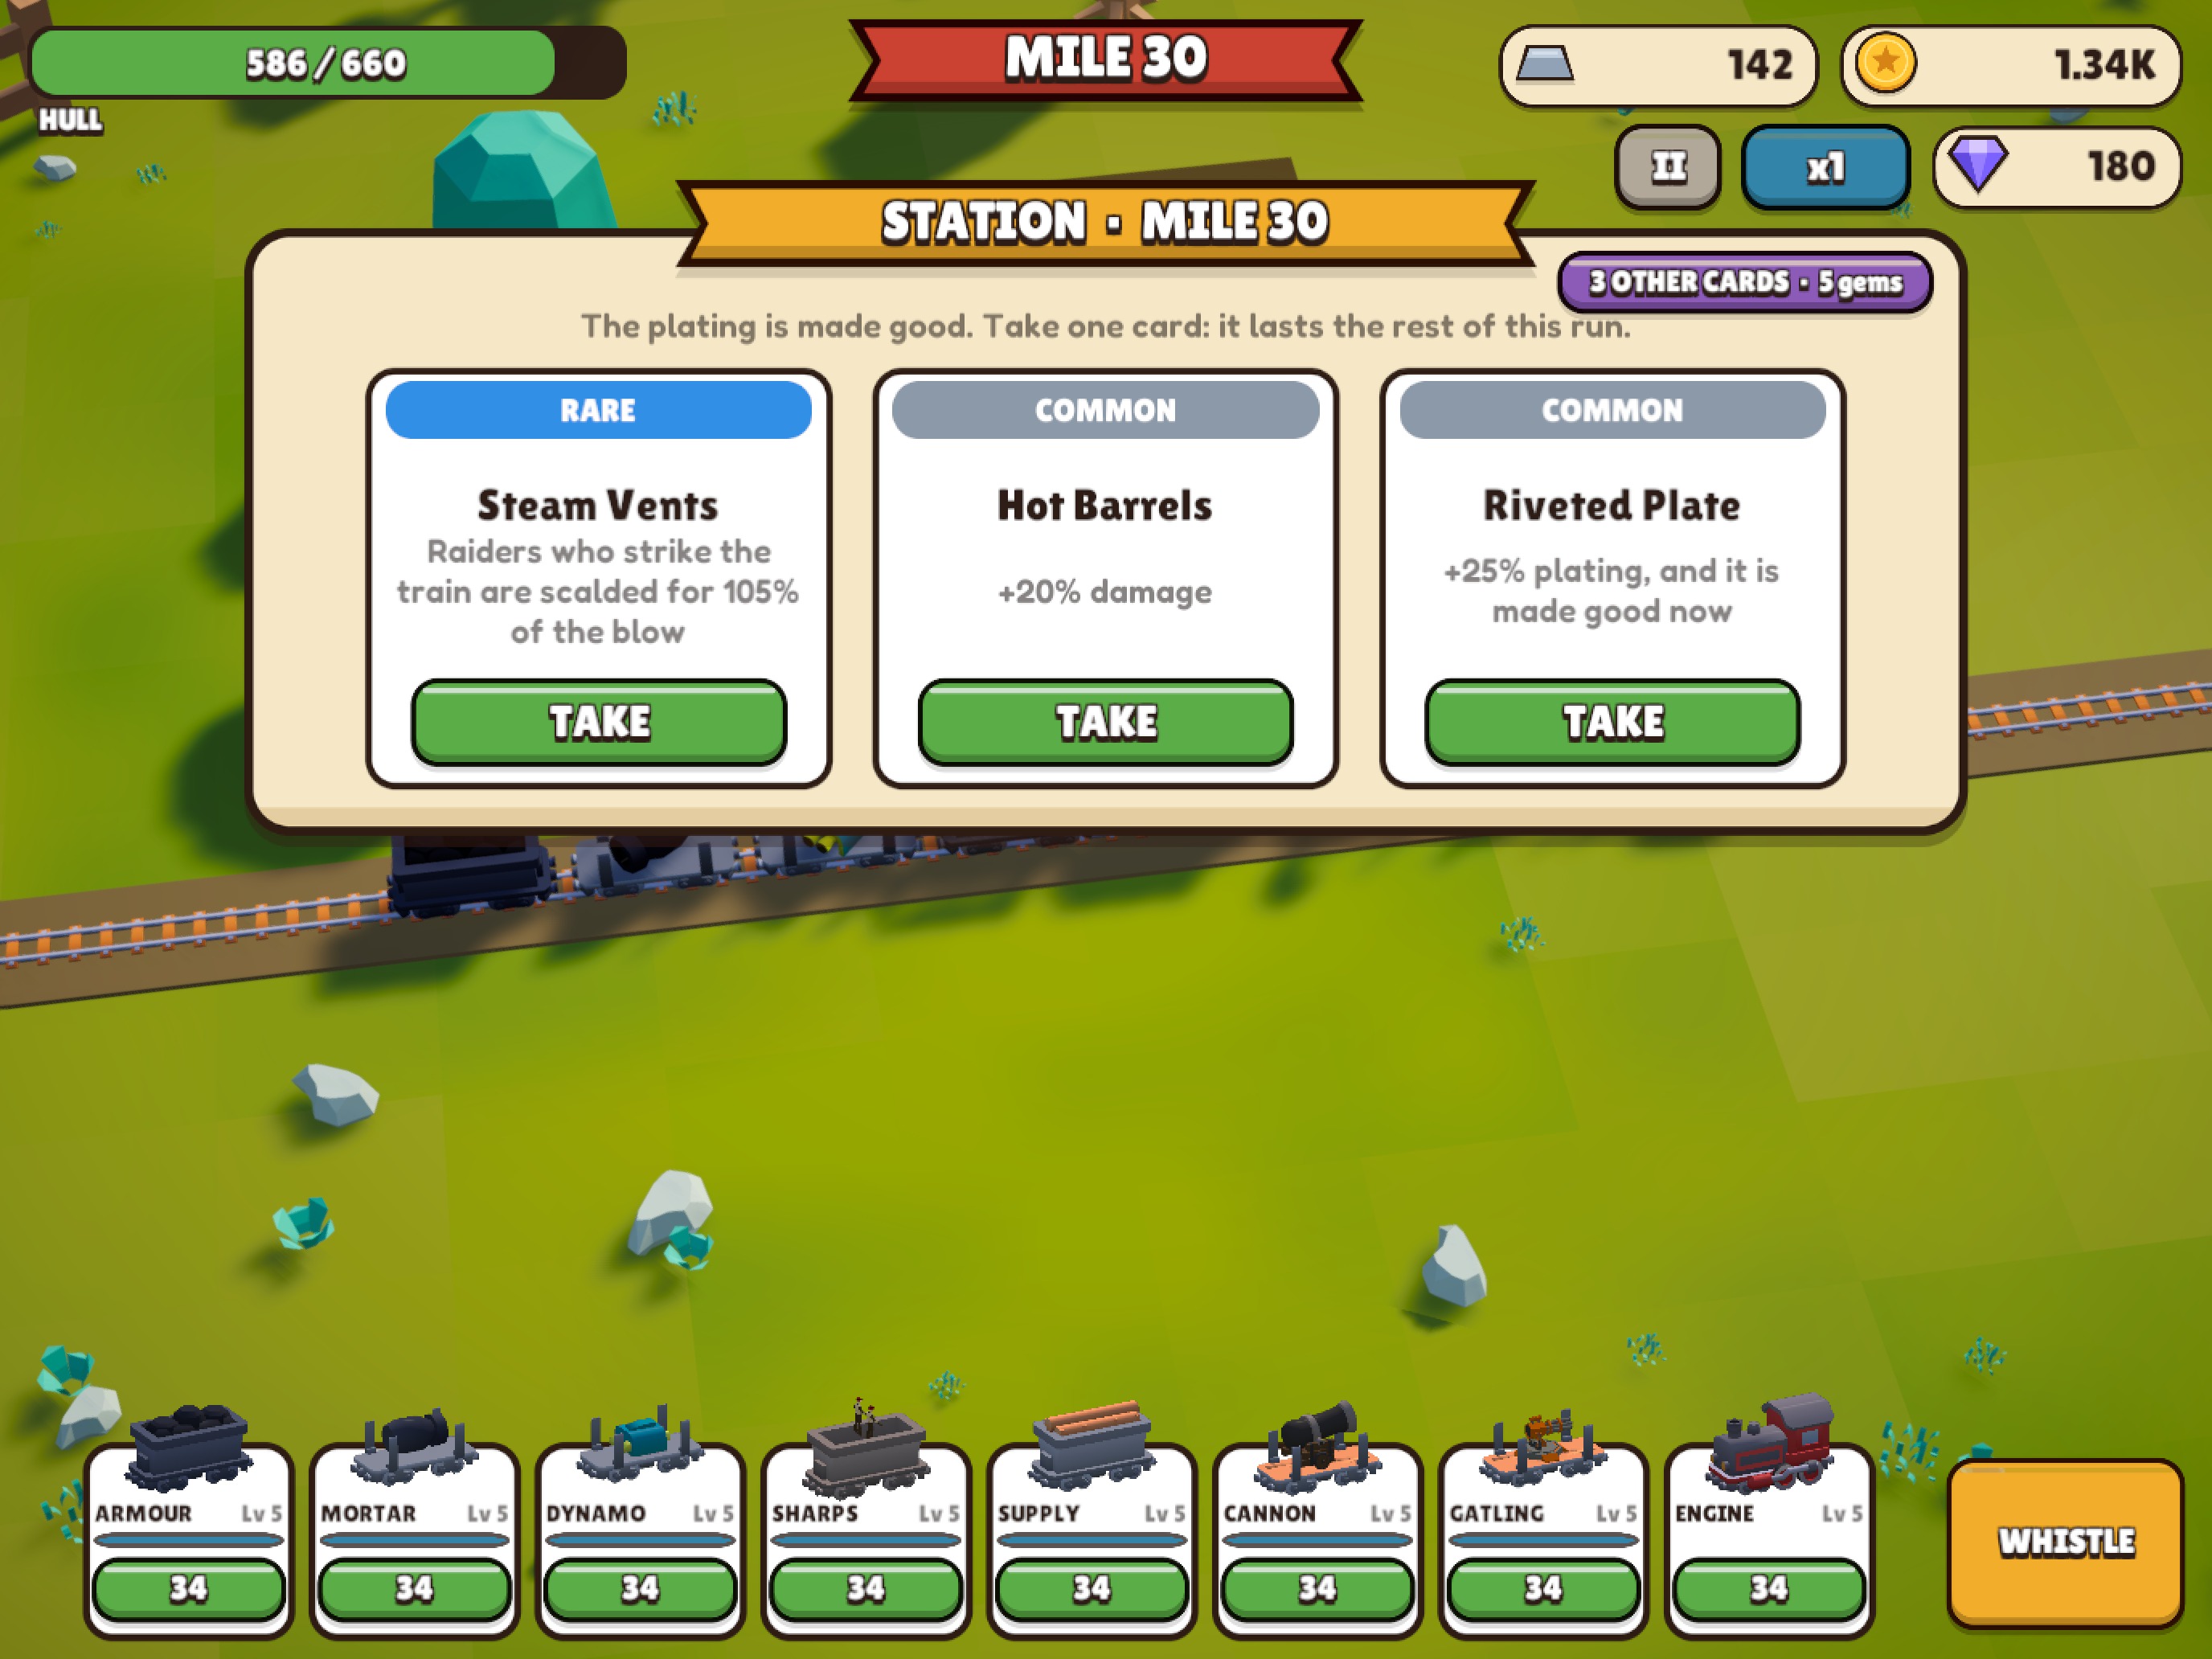 586 / 660
HULL
MILE 30
142
1.34K
II
x1
180
STATION · MILE 30
3 OTHER CARDS · 5 gems
The plating is made good. Take one card: it lasts the rest of this run.
RARE
Steam Vents
Raiders who strike the
train are scalded for 105%
of the blow
TAKE
COMMON
Hot Barrels
+20% damage
TAKE
COMMON
Riveted Plate
+25% plating, and it is
made good now
TAKE
ARMOUR Lv 5
34
MORTAR Lv 5
34
DYNAMO Lv 5
34
SHARPS Lv 5
34
SUPPLY Lv 5
34
CANNON Lv 5
34
GATLING Lv 5
34
ENGINE Lv 5
34
WHISTLE